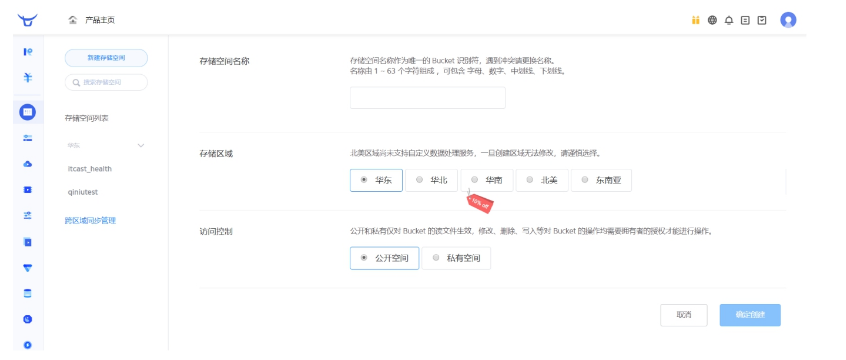 产品主页
新建存储空间
搜索存储空间
存储空间列表
华东
itcast_health
qiniutest
跨区域同步管理
存储空间名称
存储空间名称作为唯一的 Bucket 识别符，遇到冲突请更换名称。
名称由 1 ~ 63 个字符组成 ，可包含 字母、数字、中划线、下划线。
存储区域
北美区域尚未支持自定义数据处理服务，一旦创建区域无法修改，请谨慎选择。
华东 华北 华南 北美 东南亚
15% off
访问控制
公开和私有仅对 Bucket 的读文件生效，修改、删除、写入等对 Bucket 的操作均需要拥有者的授权才能进行操作。
公开空间 私有空间
取消 确定创建